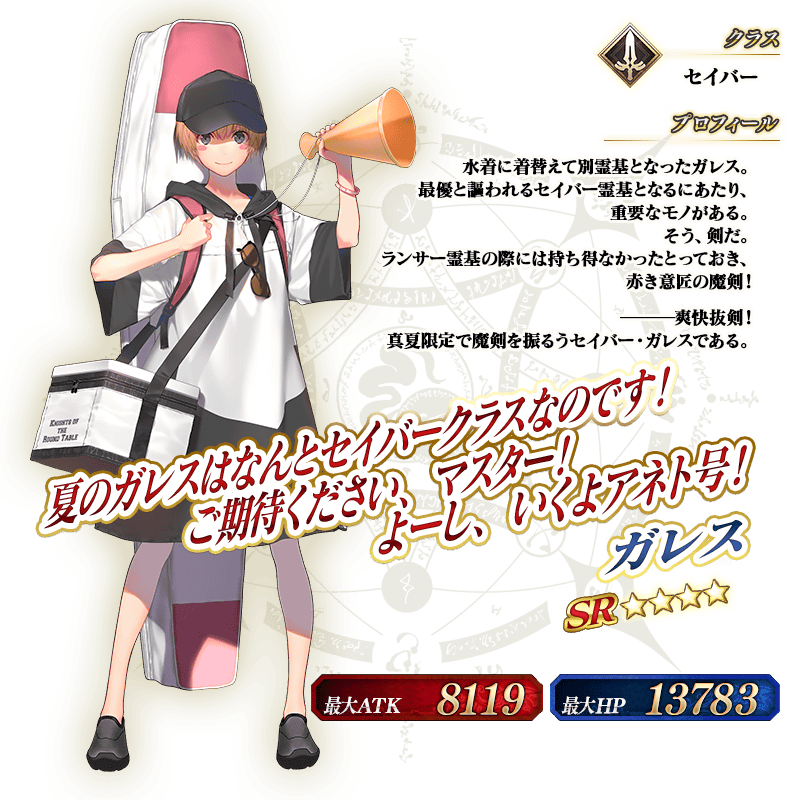 クラス
セイバー
プロフィール
水着に着替えて別霊基となったガレス。
最優と謳われるセイバー霊基となるにあたり、
重要なモノがある。
そう、剣だ。
ランサー霊基の際には持ち得なかったとっておき、
赤き意匠の魔剣！
――爽快抜剣！
真夏限定で魔剣を振るうセイバー・ガレスである。
KNIGHTS OF
THE
ROUND TABLE
夏のガレスはなんとセイバークラスなのです！
ご期待ください、マスター！
よーし、いくよアネト号！
ガレス
SR
最大ATK 8119
最大HP 13783